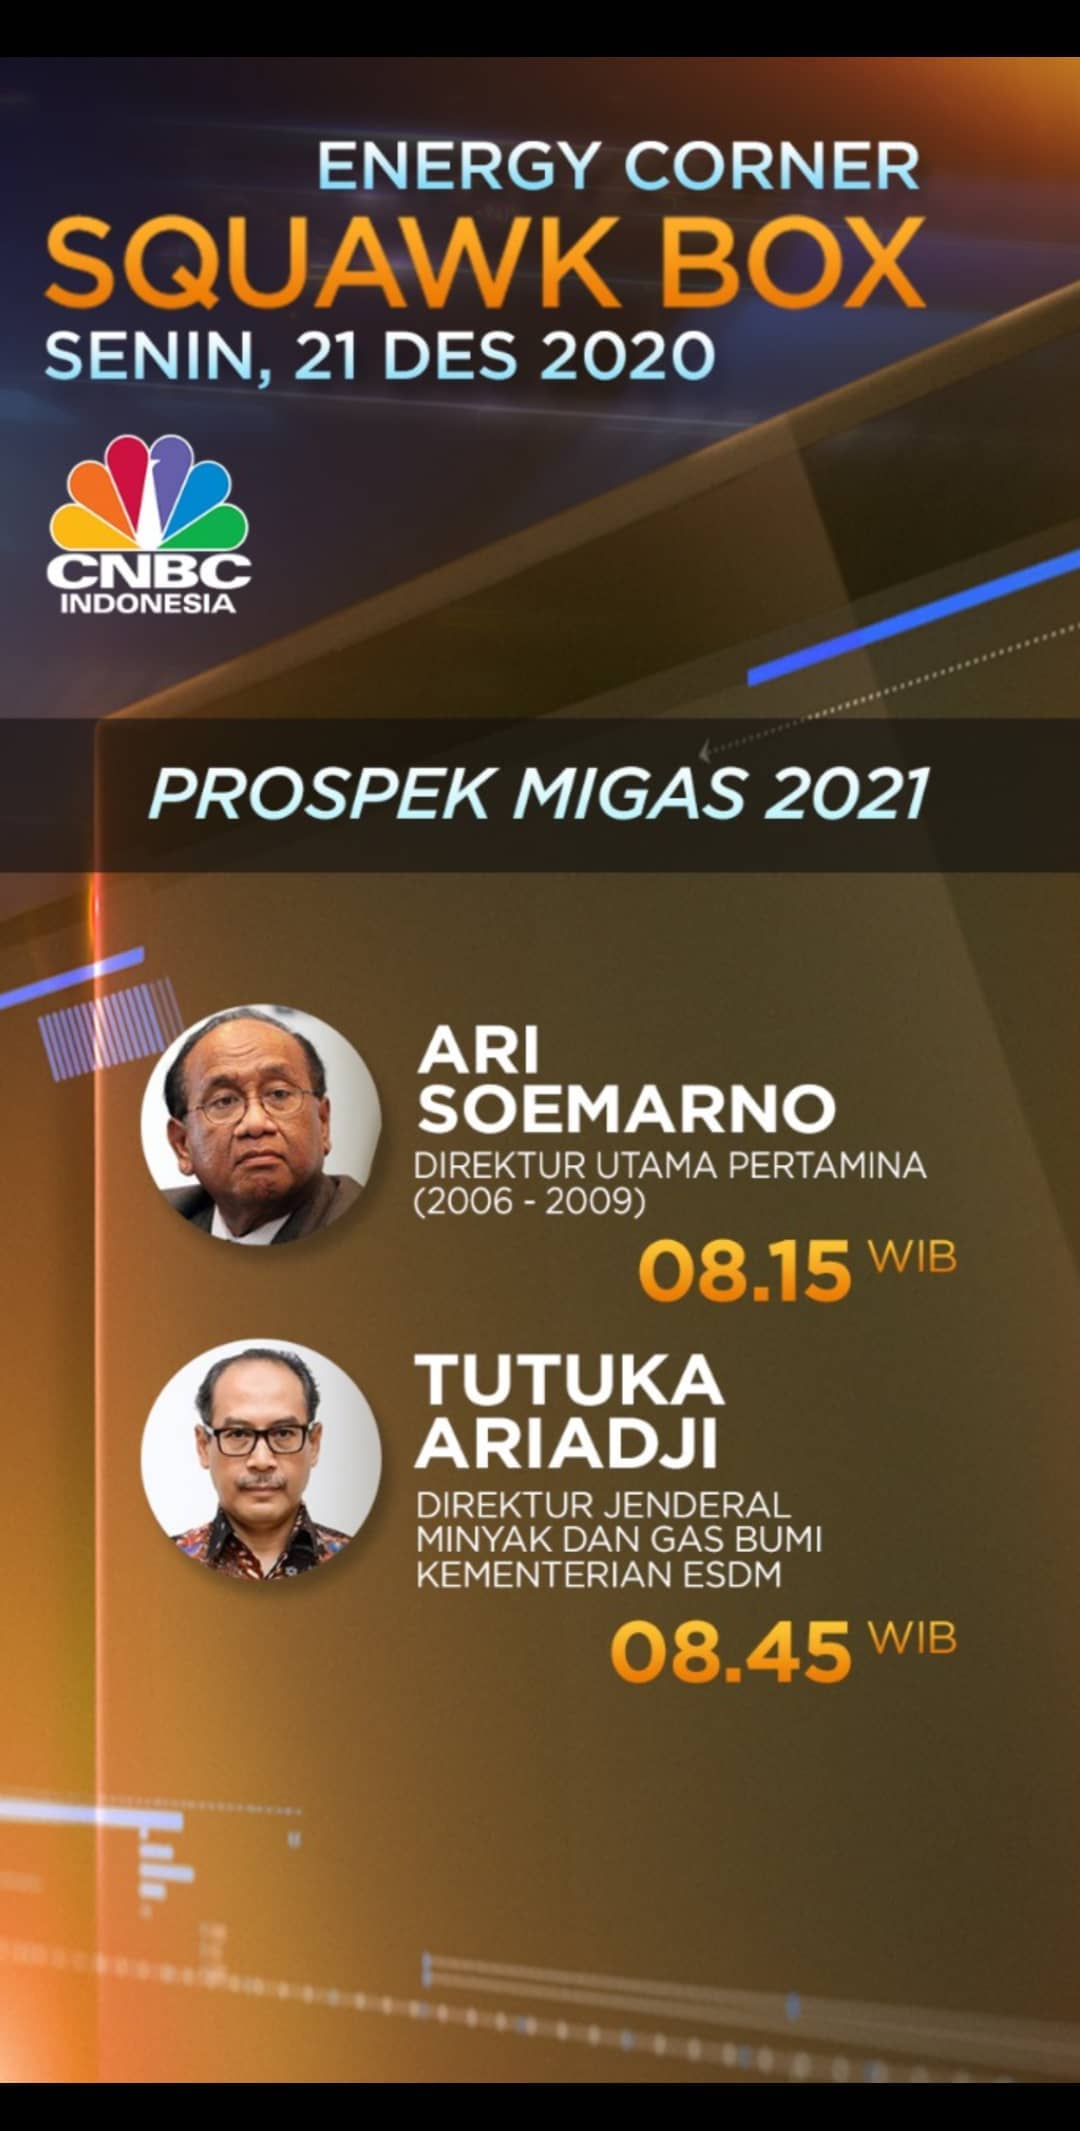 ENERGY CORNER
SQUAWK BOX
SENIN, 21 DES 2020
CNBC
INDONESIA
PROSPEK MIGAS 2021
ARI
SOEMARNO
DIREKTUR UTAMA PERTAMINA
(2006 - 2009)
08.15 WIB
TUTUKA
ARIADJI
DIREKTUR JENDERAL
MINYAK DAN GAS BUMI
KEMENTERIAN ESDM
08.45 WIB